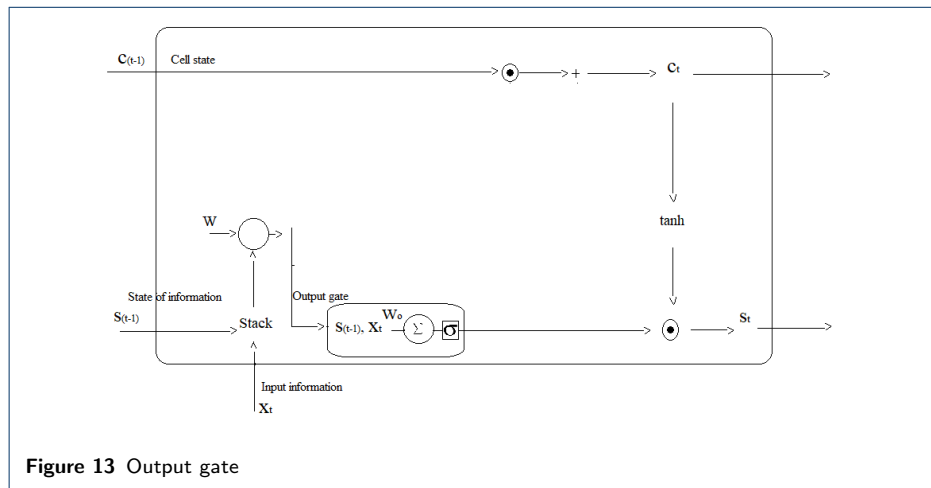 C(t-1) Cell state
+ Ct
tanh
W
State of information
Output gate
S(t-1)
Stack
Wo
S(t-1), Xt Σ σ
St
Input information
Xt
Figure 13 Output gate